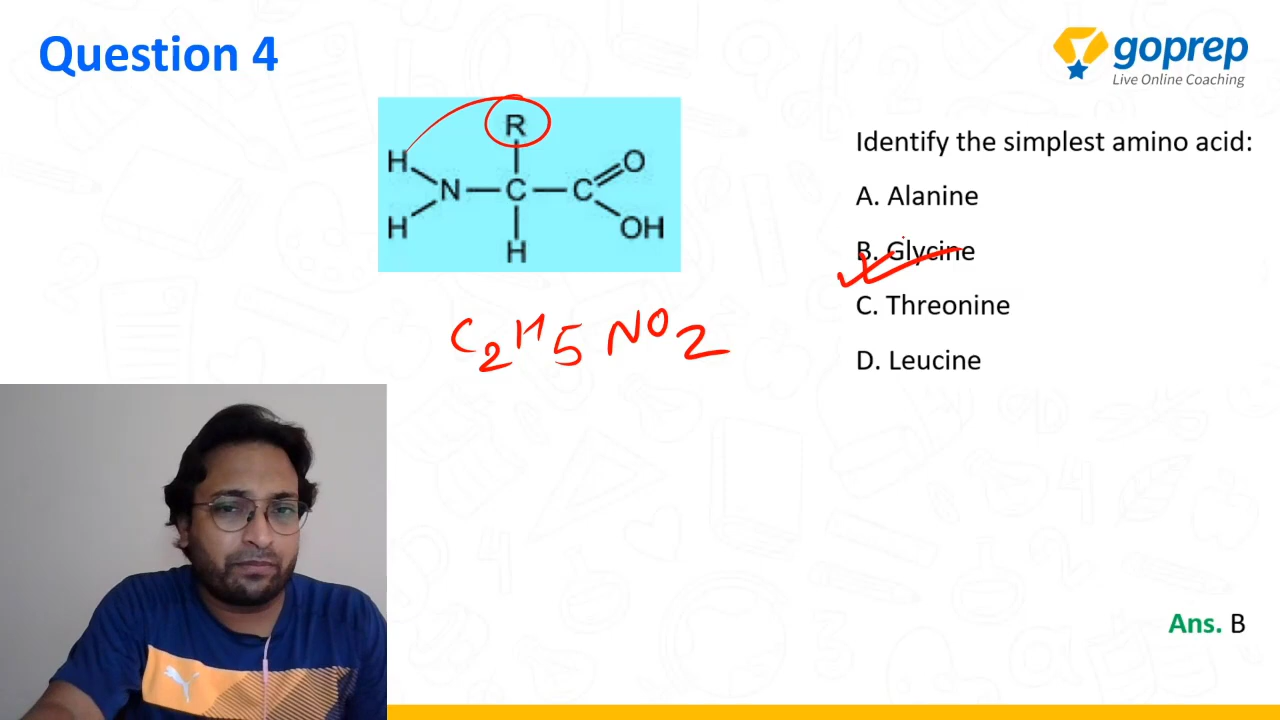 Question 4
goprep
Live Online Coaching
R
H
O
N
C
C
H
OH
H
Identify the simplest amino acid:
A. Alanine
B. Glycine
C. Threonine
D. Leucine
C2H5NO2
Ans. B